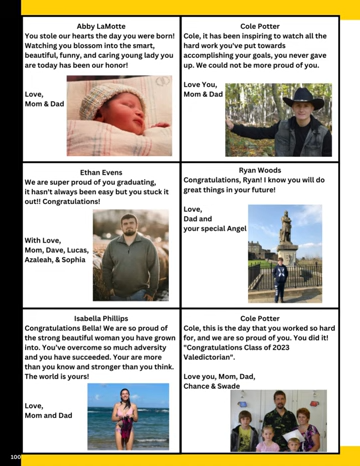 Abby LaMotte
You stole our hearts the day you were born!
Watching you blossom into the smart,
beautiful, funny, and caring young lady you
are today has been our honor!
Love,
Mom & Dad
Cole Potter
Cole, it has been inspiring to watch all the
hard work you've put towards
accomplishing your goals, you never gave
up. We could not be more proud of you.
Love You,
Mom & Dad
Ethan Evens
We are super proud of you graduating,
it hasn't always been easy but you stuck it
out!! Congratulations!
With Love,
Mom, Dave, Lucas,
Azaleah, & Sophia
Ryan Woods
Congratulations, Ryan! I know you will do
great things in your future!
Love,
Dad and
your special Angel
Isabella Phillips
Congratulations Bella! We are so proud of
the strong beautiful woman you have grown
into. You've overcome so much adversity
and you have succeeded. Your are more
than you know and stronger than you think.
The world is yours!
Love,
Mom and Dad
Cole Potter
Cole, this is the day that you worked so hard
for, and we are so proud of you. You did it!
"Congratulations Class of 2023
Valedictorian".
Love you, Mom, Dad,
Chance & Swade
100